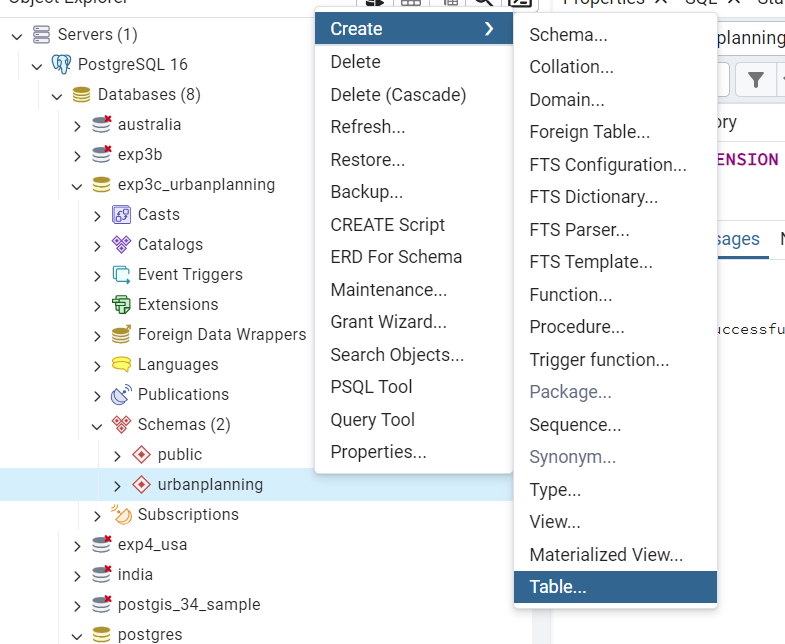 Object Explorer
Servers (1)
PostgreSQL 16
Databases (8)
australia
exp3b
exp3c_urbanplanning
Casts
Catalogs
Event Triggers
Extensions
Foreign Data Wrappers
Languages
Publications
Schemas (2)
public
urbanplanning
Subscriptions
exp4_usa
india
postgis_34_sample
postgres
Create
Delete
Delete (Cascade)
Refresh...
Restore...
Backup...
CREATE Script
ERD For Schema
Maintenance...
Grant Wizard...
Search Objects...
PSQL Tool
Query Tool
Properties...
Schema...
Collation...
Domain...
Foreign Table...
FTS Configuration...
FTS Dictionary...
FTS Parser...
FTS Template...
Function...
Procedure...
Trigger function...
Package...
Sequence...
Synonym...
Type...
View...
Materialized View...
Table...
Properties X SQL X
planning
ory
ENSION
sages
uccessfu